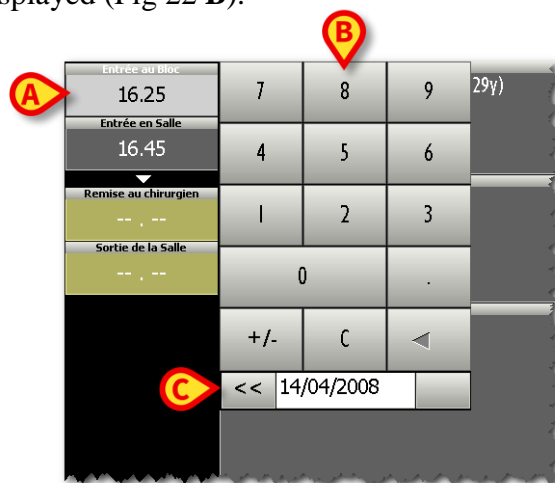 splayed (Fig 22 B).
B
A
Entrée au Bloc
16.25
7 8 9
29y)
Entrée en Salle
16.45
4 5 6
Remise au chirurgien
-- . --
1 2 3
Sortie de la Salle
-- . --
0 .
+/- C
C
<< 14/04/2008